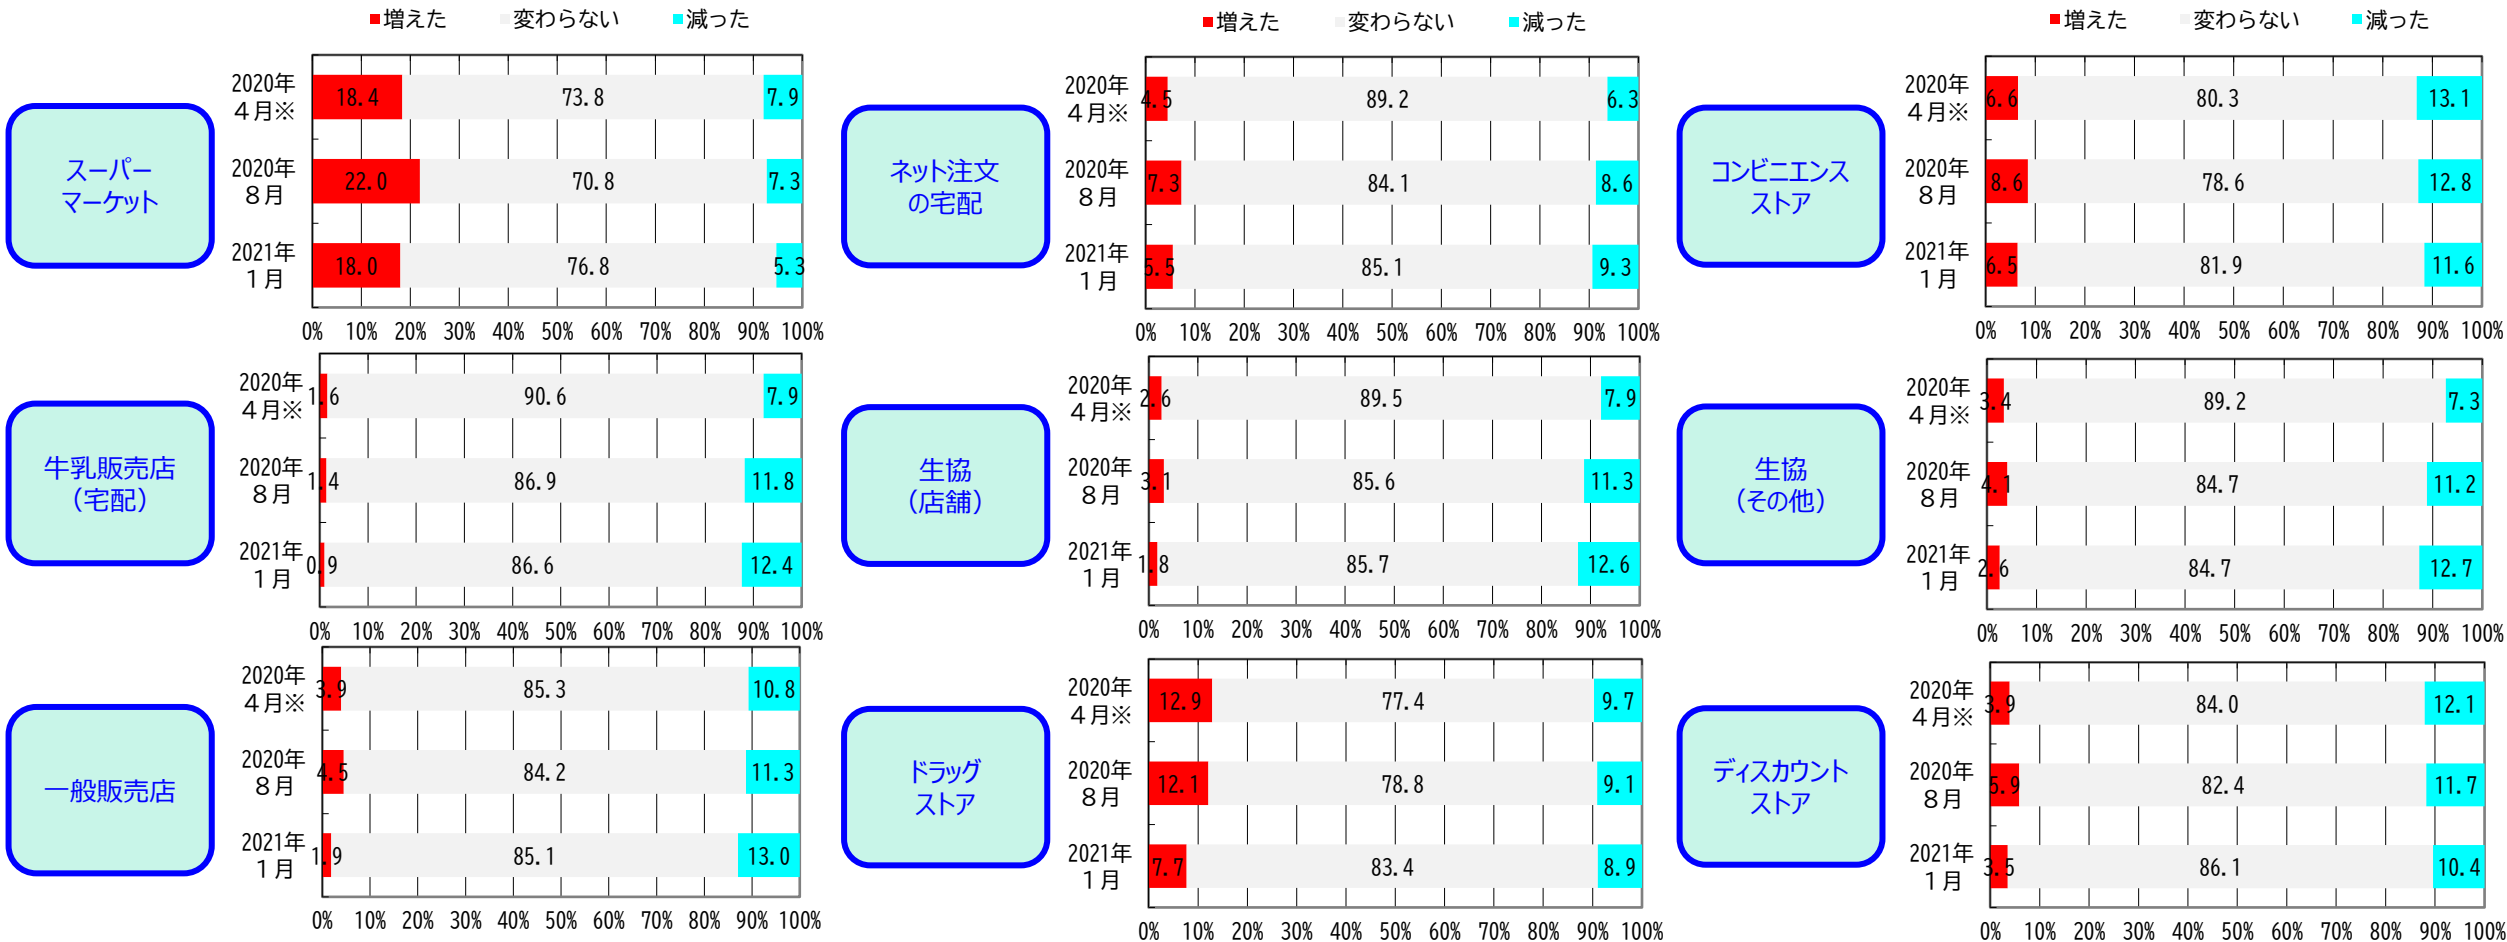 増えた 変わらない 減った
増えた 変わらない 減った
増えた 変わらない 減った
スーパー
マーケット
2020年
４月※
18.4 73.8 7.9
2020年
８月
22.0 70.8 7.3
2021年
１月
18.0 76.8 5.3
0% 10% 20% 30% 40% 50% 60% 70% 80% 90% 100%
ネット注文
の宅配
2020年
４月※
4.5 89.2 6.3
2020年
８月
7.3 84.1 8.6
2021年
１月
5.5 85.1 9.3
0% 10% 20% 30% 40% 50% 60% 70% 80% 90% 100%
コンビニエンス
ストア
2020年
４月※
6.6 80.3 13.1
2020年
８月
8.6 78.6 12.8
2021年
１月
6.5 81.9 11.6
0% 10% 20% 30% 40% 50% 60% 70% 80% 90% 100%
牛乳販売店
（宅配）
2020年
４月※
1.6 90.6 7.9
2020年
８月
1.4 86.9 11.8
2021年
１月
0.9 86.6 12.4
0% 10% 20% 30% 40% 50% 60% 70% 80% 90% 100%
生協
（店舗）
2020年
４月※
2.6 89.5 7.9
2020年
８月
3.1 85.6 11.3
2021年
１月
1.8 85.7 12.6
0% 10% 20% 30% 40% 50% 60% 70% 80% 90% 100%
生協
（その他）
2020年
４月※
3.4 89.2 7.3
2020年
８月
4.1 84.7 11.2
2021年
１月
2.6 84.7 12.7
0% 10% 20% 30% 40% 50% 60% 70% 80% 90% 100%
一般販売店
2020年
４月※
3.9 85.3 10.8
2020年
８月
4.5 84.2 11.3
2021年
１月
1.9 85.1 13.0
0% 10% 20% 30% 40% 50% 60% 70% 80% 90% 100%
ドラッグ
ストア
2020年
４月※
12.9 77.4 9.7
2020年
８月
12.1 78.8 9.1
2021年
１月
7.7 83.4 8.9
0% 10% 20% 30% 40% 50% 60% 70% 80% 90% 100%
ディスカウント
ストア
2020年
４月※
3.9 84.0 12.1
2020年
８月
5.9 82.4 11.7
2021年
１月
3.5 86.1 10.4
0% 10% 20% 30% 40% 50% 60% 70% 80% 90% 100%